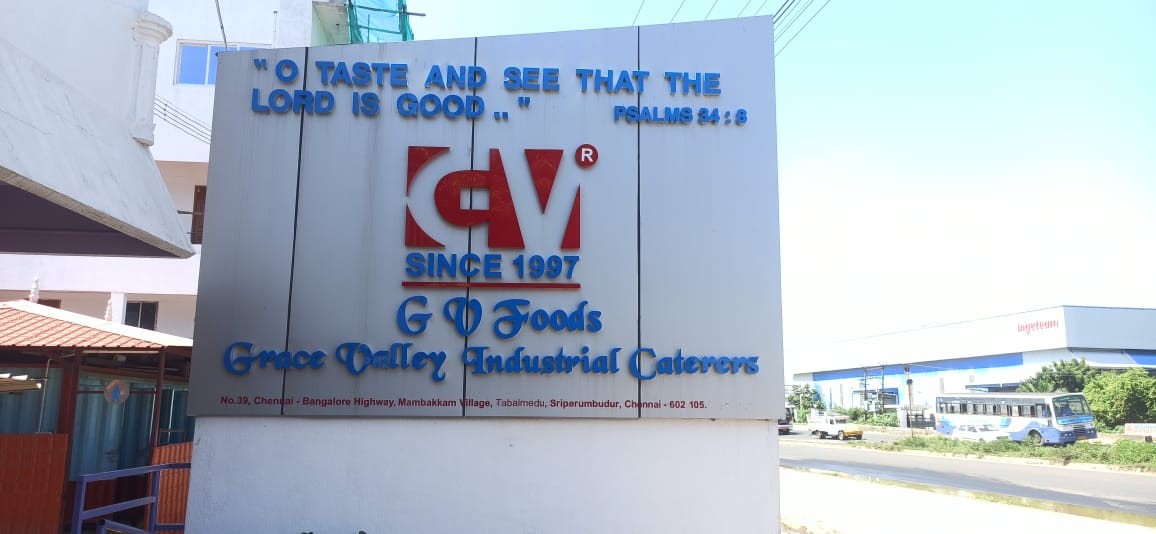 " O TASTE AND SEE THAT THE
LORD IS GOOD .. "
PSALMS 34 : 8
GV
R
SINCE 1997
G V Foods
Grace Valley Industrial Caterers
No.39, Chennai - Bangalore Highway, Mambakkam Village, Tabalmedu, Sriperumbudur, Chennai - 602 105.
Ingeteam